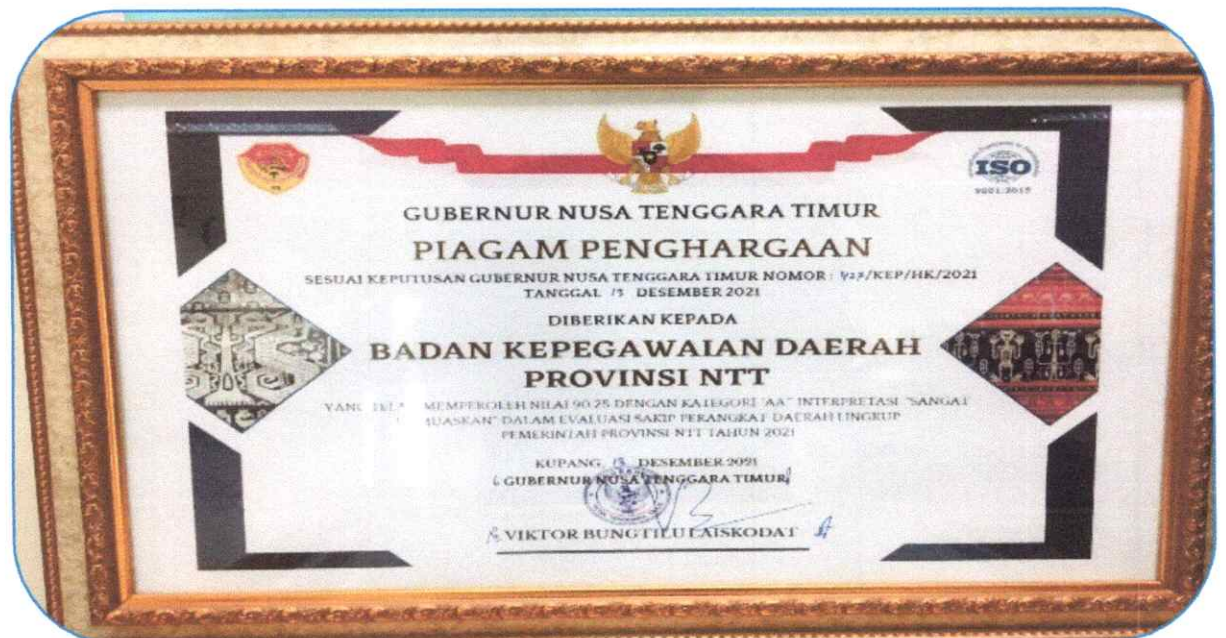 ISO
9001:2015
GUBERNUR NUSA TENGGARA TIMUR
PIAGAM PENGHARGAAN
SESUAI KEPUTUSAN GUBERNUR NUSA TENGGARA TIMUR NOMOR : /KEP/HK/2021
TANGGAL DESEMBER 2021
DIBERIKAN KEPADA
BADAN KEPEGAWAIAN DAERAH
PROVINSI NTT
MEMPEROLEH NILAI 90.25 DENGAN KATEGORI "AA" INTERPRETASI "SANGAT
DALAM EVALUASI SAKIP PERANGKAT DAERAH LINGKUP
PEMERINTAH PROVINSI NTT TAHUN 2021
KUPANG, DESEMBER 2021
GUBERNUR NUSA TENGGARA TIMUR
VIKTOR BUNGTILU LAISKODAT